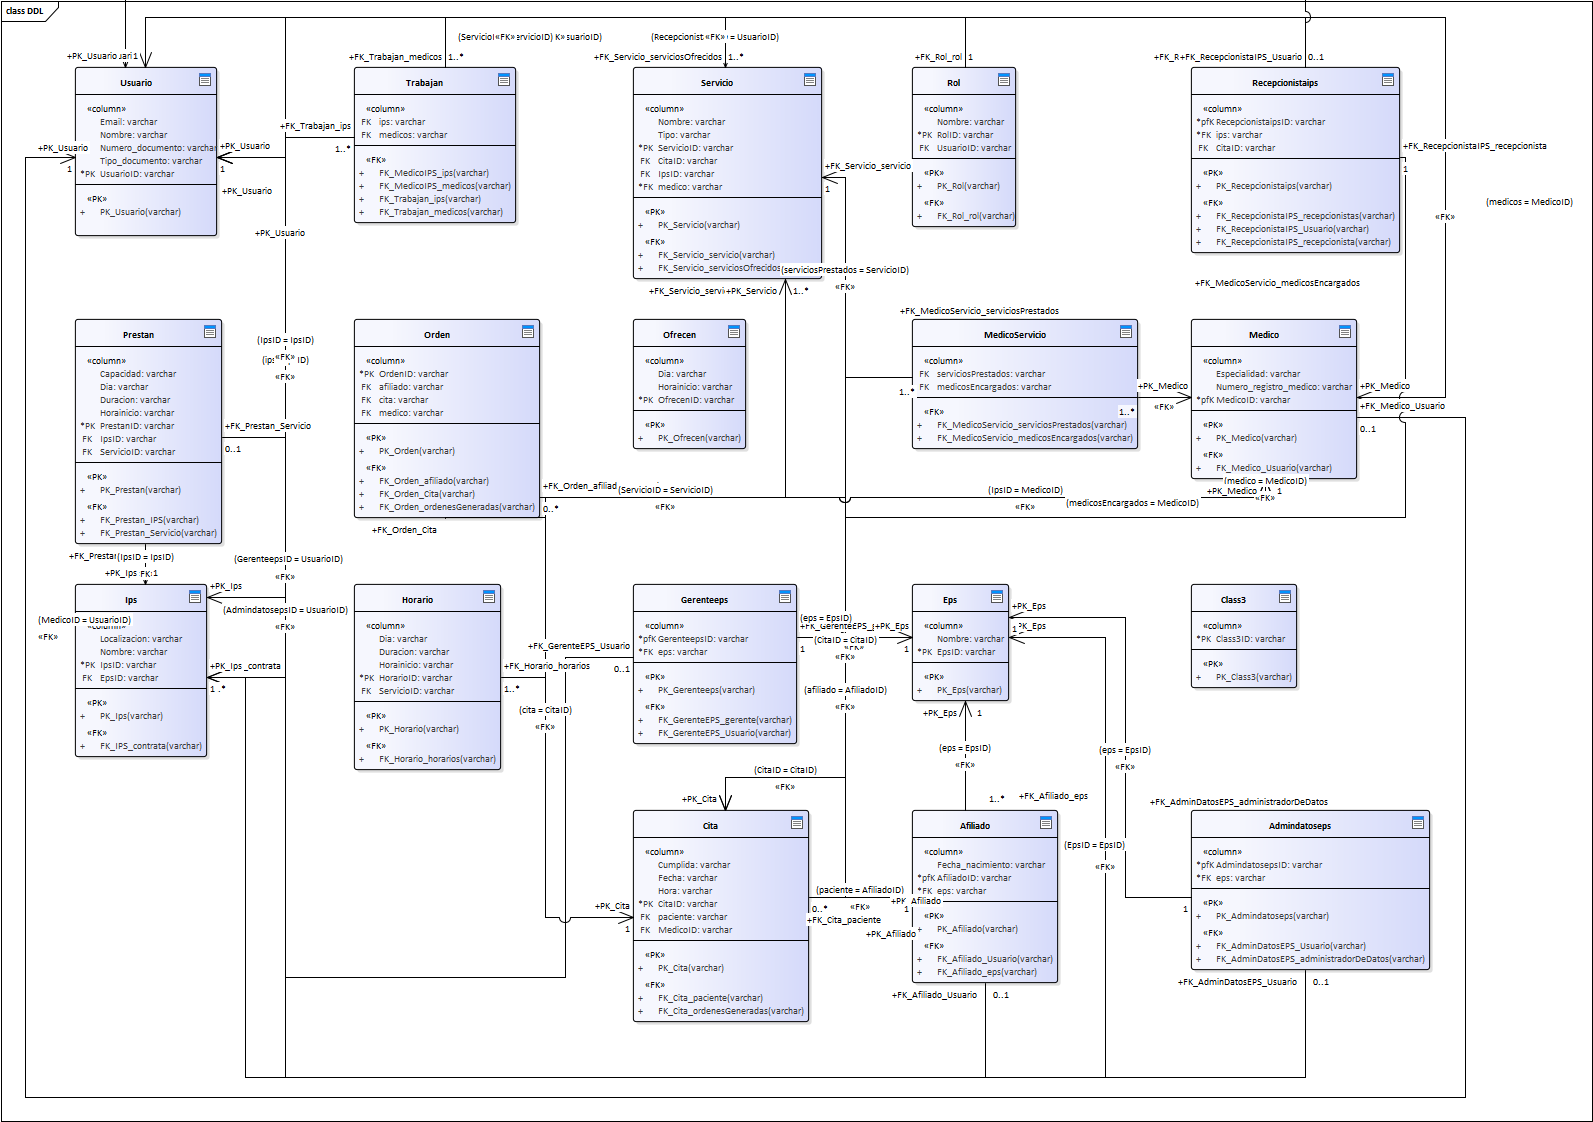 class DDL
+PK_Usuario
1
Usuario
«column»
Email: varchar
Nombre: varchar
Numero_documento: varchar
Tipo_documento: varchar
*PK UsuarioID: varchar
«PK»
+ PK_Usuario(varchar)
+PK_Usuario
1
+PK_Usuario
1
+PK_Usuario
+PK_Usuario
+FK_Trabajan_medicos 1..*
Trabajan
«column»
FK ips: varchar
FK medicos: varchar
«FK»
+ FK_MedicoIPS_ips(varchar)
+ FK_MedicoIPS_medicos(varchar)
+ FK_Trabajan_ips(varchar)
+ FK_Trabajan_medicos(varchar)
+FK_Trabajan_ips
1..*
«FK»
(Recepcionist «FK» = UsuarioID)
+FK_Servicio_serviciosOfrecidos 1..*
Servicio
«column»
Nombre: varchar
Tipo: varchar
*PK ServicioID: varchar
FK CitaID: varchar
FK IpsID: varchar
*FK medico: varchar
«PK»
+ PK_Servicio(varchar)
«FK»
+ FK_Servicio_servicio(varchar)
+ FK_Servicio_serviciosOfrecidos
+FK_Servicio_servicio
1
(serviciosPrestados = ServicioID)
«FK»
+PK_Servicio 1..*
+FK_Rol_rol 1
Rol
«column»
Nombre: varchar
*PK RolID: varchar
FK UsuarioID: varchar
«PK»
+ PK_Rol(varchar)
«FK»
+ FK_Rol_rol(varchar)
+FK_RecepcionistaIPS_Usuario 0..1
Recepcionistaips
«column»
*pfK RecepcionistaipsID: varchar
*FK ips: varchar
FK CitaID: varchar
«PK»
+ PK_Recepcionistaips(varchar)
«FK»
+ FK_RecepcionistaIPS_recepcionistas(varchar)
+ FK_RecepcionistaIPS_Usuario(varchar)
+ FK_RecepcionistaIPS_recepcionista(varchar)
+FK_RecepcionistaIPS_recepcionista
1
(medicos = MedicoID)
«FK»
+FK_MedicoServicio_medicosEncargados
Prestan
«column»
Capacidad: varchar
Dia: varchar
Duracion: varchar
Horainicio: varchar
*PK PrestanID: varchar
FK IpsID: varchar
FK ServicioID: varchar
«PK»
+ PK_Prestan(varchar)
«FK»
+ FK_Prestan_IPS(varchar)
+ FK_Prestan_Servicio(varchar)
(IpsID = IpsID)
«FK»
«FK»
+FK_Prestan_Servicio
0..1
Orden
«column»
*PK OrdenID: varchar
FK afiliado: varchar
FK cita: varchar
FK medico: varchar
«PK»
+ PK_Orden(varchar)
«FK»
+ FK_Orden_afiliado(varchar)
+ FK_Orden_Cita(varchar)
+ FK_Orden_ordenesGeneradas(varchar)
+FK_Orden_afiliad
0..*
+FK_Orden_Cita
(ServicioID = ServicioID)
«FK»
Ofrecen
«column»
Dia: varchar
Horainicio: varchar
*PK OfrecenID: varchar
«PK»
+ PK_Ofrecen(varchar)
+FK_MedicoServicio_serviciosPrestados
MedicoServicio
«column»
FK serviciosPrestados: varchar
FK medicosEncargados: varchar
«FK»
+ FK_MedicoServicio_serviciosPrestados(varchar)
+ FK_MedicoServicio_medicosEncargados(varchar)
1..*
1..*
+PK_Medico
«FK»
Medico
«column»
Especialidad: varchar
Numero_registro_medico: varchar
*pfK MedicoID: varchar
«PK»
+ PK_Medico(varchar)
«FK»
+ FK_Medico_Usuario(varchar)
+PK_Medico
+FK_Medico_Usuario
0..1
(medico = MedicoID)
+PK_Medico 1
«FK»
(IpsID = MedicoID)
«FK»
(medicosEncargados = MedicoID)
(IpsID = IpsID)
+PK_Ips
1
(GerenteepsID = UsuarioID)
«FK»
+PK_Ips
(AdmindatosepsID = UsuarioID)
«FK»
(MedicoID = UsuarioID)
«FK»
Ips
Localizacion: varchar
Nombre: varchar
*PK IpsID: varchar
FK EpsID: varchar
«PK»
+ PK_Ips(varchar)
«FK»
+ FK_IPS_contrata(varchar)
+PK_Ips_contrata
1..*
Horario
«column»
Dia: varchar
Duracion: varchar
Horainicio: varchar
*PK HorarioID: varchar
FK ServicioID: varchar
«PK»
+ PK_Horario(varchar)
«FK»
+ FK_Horario_horarios(varchar)
+FK_Horario_horarios
1..*
+FK_GerenteEPS_Usuario
0..1
(cita = CitaID)
«FK»
Gerenteeps
«column»
*pfK GerenteepsID: varchar
*FK eps: varchar
«PK»
+ PK_Gerenteeps(varchar)
«FK»
+ FK_GerenteEPS_gerente(varchar)
+ FK_GerenteEPS_Usuario(varchar)
(eps = EpsID)
+PK_Eps
1
(CitaID = CitaID)
«FK»
1
(afiliado = AfiliadoID)
«FK»
Eps
«column»
Nombre: varchar
*PK EpsID: varchar
«PK»
+ PK_Eps(varchar)
+PK_Eps
1
+PK_Eps
+PK_Eps 1
Class3
«column»
*PK Class3ID: varchar
«PK»
+ PK_Class3(varchar)
(eps = EpsID)
«FK»
(eps = EpsID)
«FK»
(CitaID = CitaID)
«FK»
+PK_Cita
1..*
+FK_Afiliado_eps
+FK_AdminDatosEPS_administradorDeDatos
(EpsID = EpsID)
«FK»
Cita
«column»
Cumplida: varchar
Fecha: varchar
Hora: varchar
*PK CitaID: varchar
FK paciente: varchar
FK MedicoID: varchar
«PK»
+ PK_Cita(varchar)
«FK»
+ FK_Cita_paciente(varchar)
+ FK_Cita_ordenesGeneradas(varchar)
+PK_Cita
1
(paciente = AfiliadoID)
0..*
«FK»
1
+PK_Afiliado
+FK_Cita_paciente
+PK_Afiliado
Afiliado
«column»
Fecha_nacimiento: varchar
*pfK AfiliadoID: varchar
*FK eps: varchar
«PK»
+ PK_Afiliado(varchar)
«FK»
+ FK_Afiliado_Usuario(varchar)
+ FK_Afiliado_eps(varchar)
+FK_Afiliado_Usuario 0..1
Admindatoseps
«column»
*pfK AdmindatosepsID: varchar
*FK eps: varchar
«PK»
+ PK_Admindatoseps(varchar)
«FK»
+ FK_AdminDatosEPS_Usuario(varchar)
+ FK_AdminDatosEPS_administradorDeDatos(varchar)
1
+FK_AdminDatosEPS_Usuario 0..1